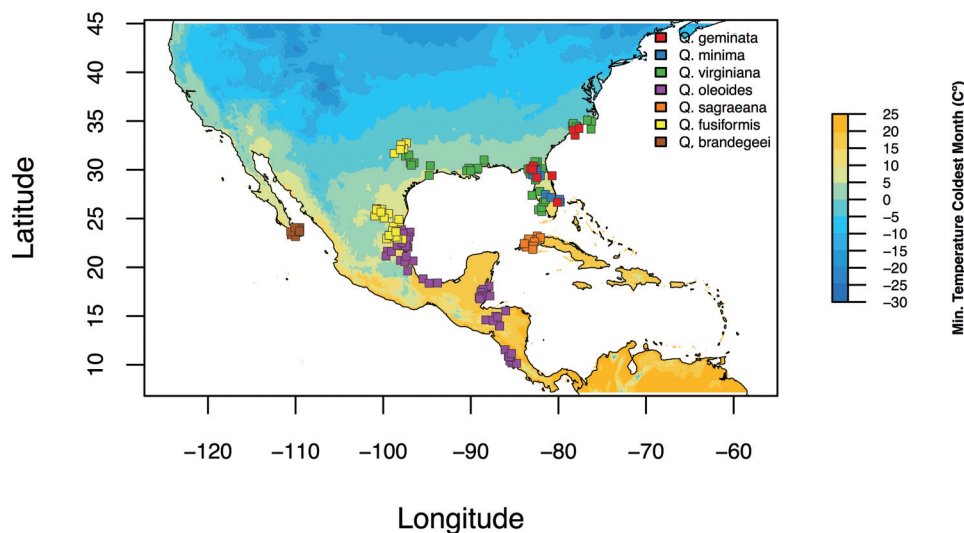 45
40
35
30
25
20
15
10
Latitude
−120
−110
−100
−90
−80
−70
−60
Longitude
Q. geminata
Q. minima
Q. virginiana
Q. oleoides
Q. sagraeana
Q. fusiformis
Q, brandegeei
25
20
15
10
5
0
−5
−10
−15
−20
−25
−30
Min. Temperature Coldest Month (C°)